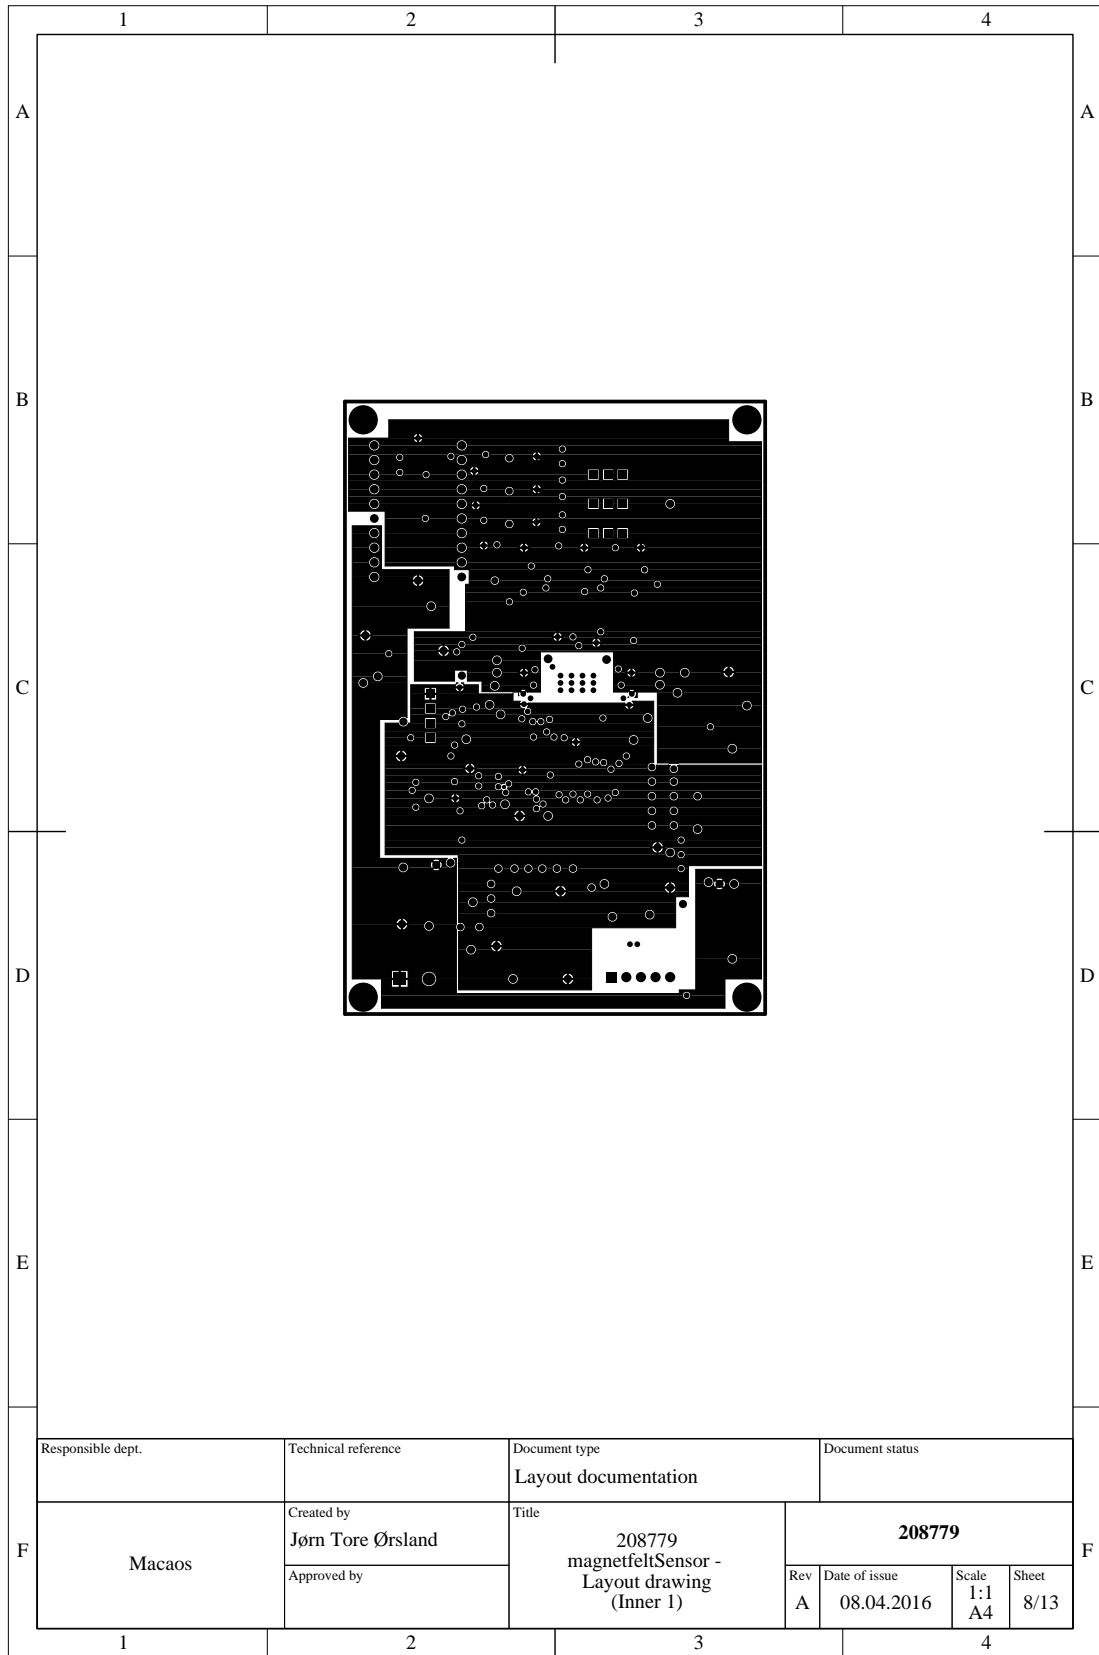 1 2 3 4
A A
B B
C C
D D
E E
Responsible dept. Technical reference Document type Document status
Layout documentation
Created by Title
Jørn Tore Ørsland 208779 208779
F Macaos magnetfeltSensor - F
Approved by Layout drawing Rev Date of issue Scale Sheet
(Inner 1) A 08.04.2016 1:1 8/13
A4
1 2 3 4